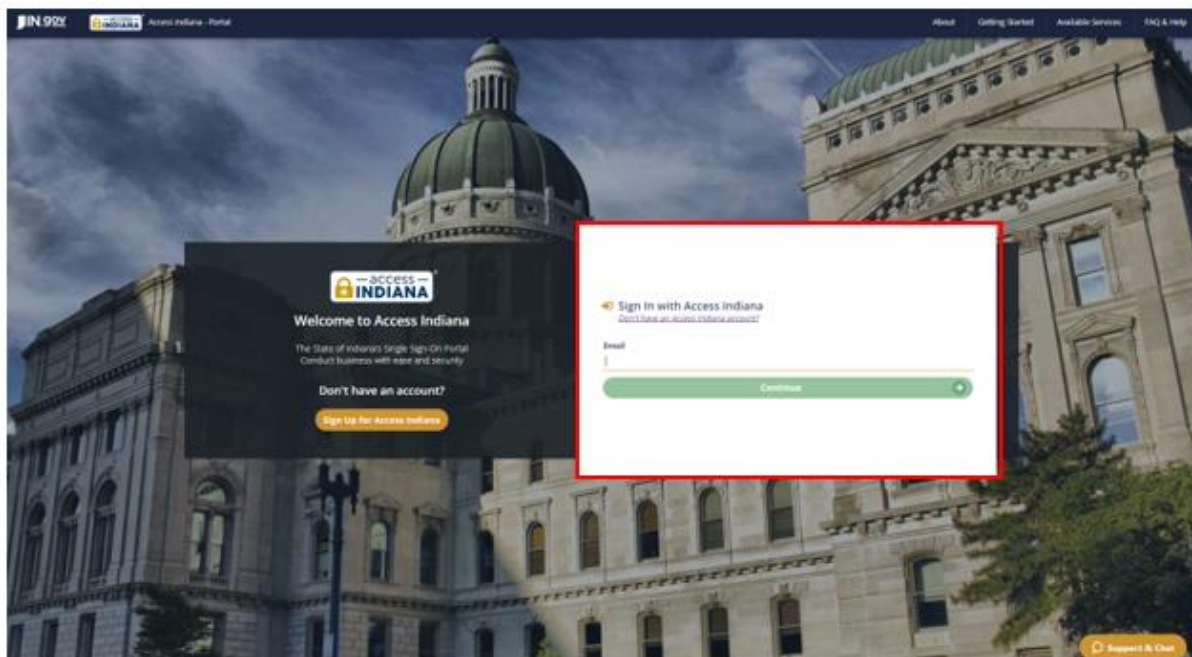 IN.gov
access INDIANA
Access Indiana - Portal
About Getting Started Available Services FAQ & Help
— access —
INDIANA
Welcome to Access Indiana
The State of Indiana's Single Sign-On Portal
Conduct business with ease and security
Don't have an account?
Sign Up for Access Indiana
Sign In with Access Indiana
Don't have an Access Indiana account?
Email
Continue
Support & Chat